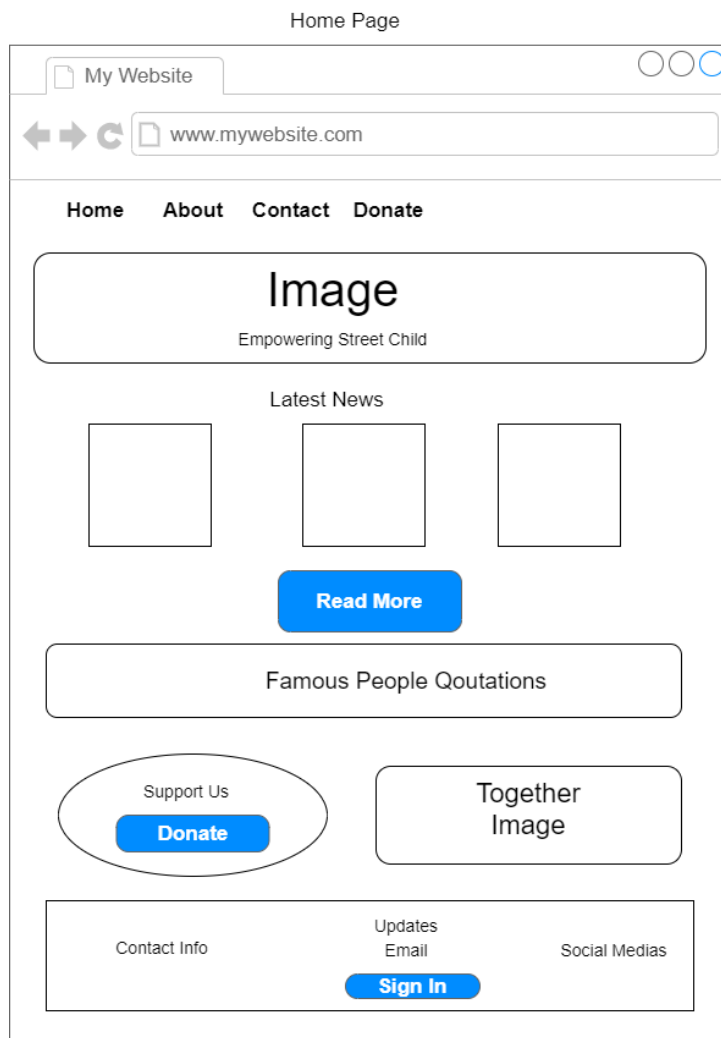 Home Page
My Website
www.mywebsite.com
Home About Contact Donate
Image
Empowering Street Child
Latest News
Read More
Famous People Qoutations
Support Us
Donate
Together
Image
Contact Info
Updates
Email
Sign In
Social Medias